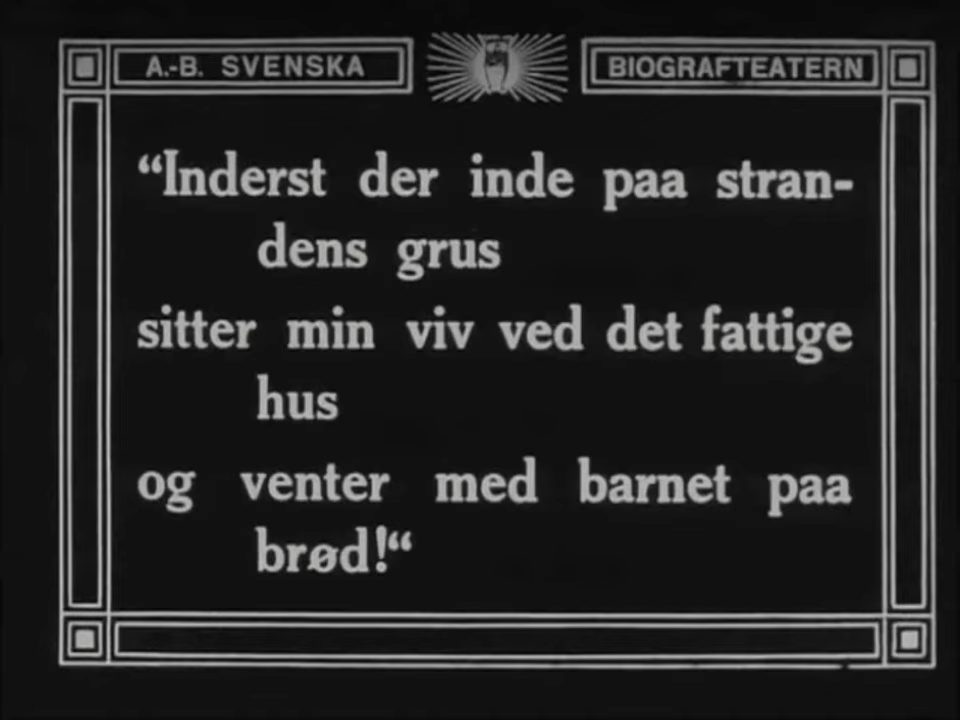 A.-B. SVENSKA BIOGRAFTEATERN
“Inderst der inde paa stran-
dens grus
sitter min viv ved det fattige
hus
og venter med barnet paa
brød!“